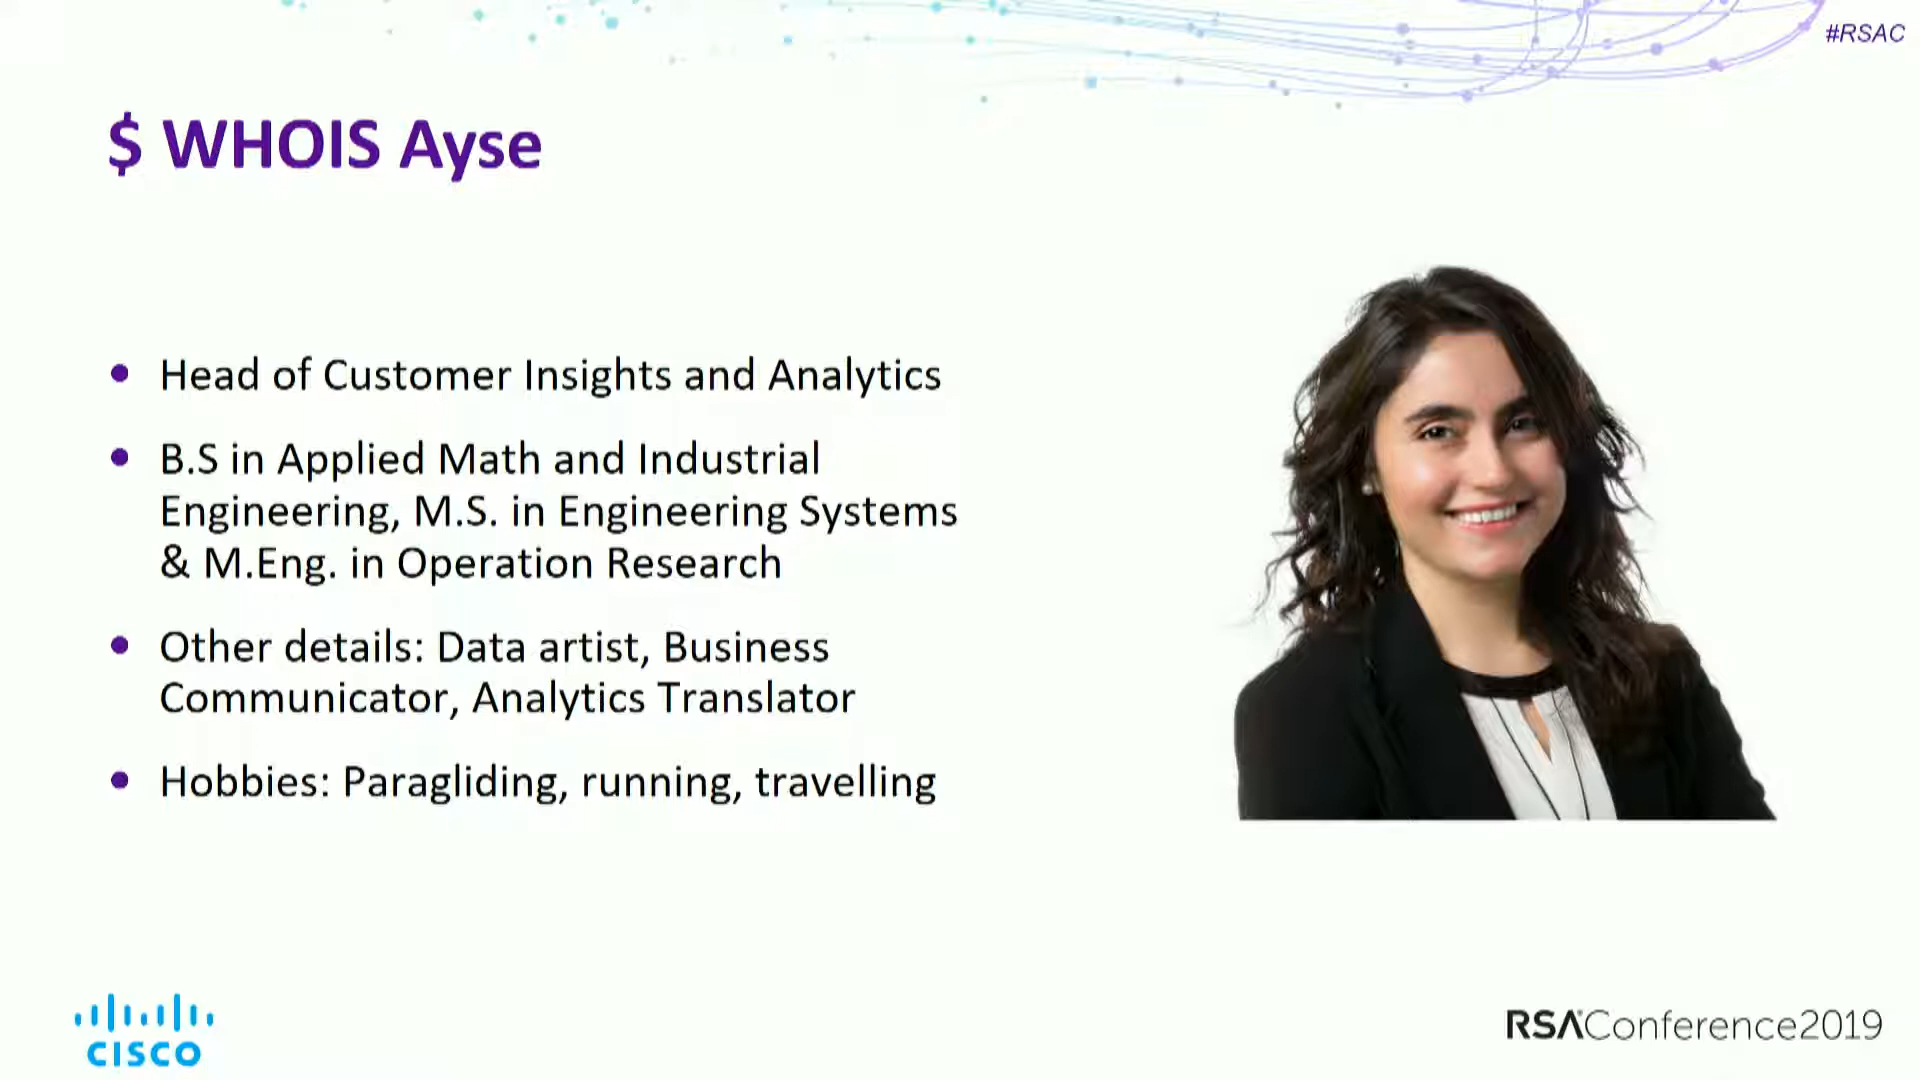 #RSAC
$ WHOIS Ayse
• Head of Customer Insights and Analytics
• B.S in Applied Math and Industrial
Engineering, M.S. in Engineering Systems
& M.Eng. in Operation Research
• Other details: Data artist, Business
Communicator, Analytics Translator
• Hobbies: Paragliding, running, travelling
CISCO
RSAConference2019